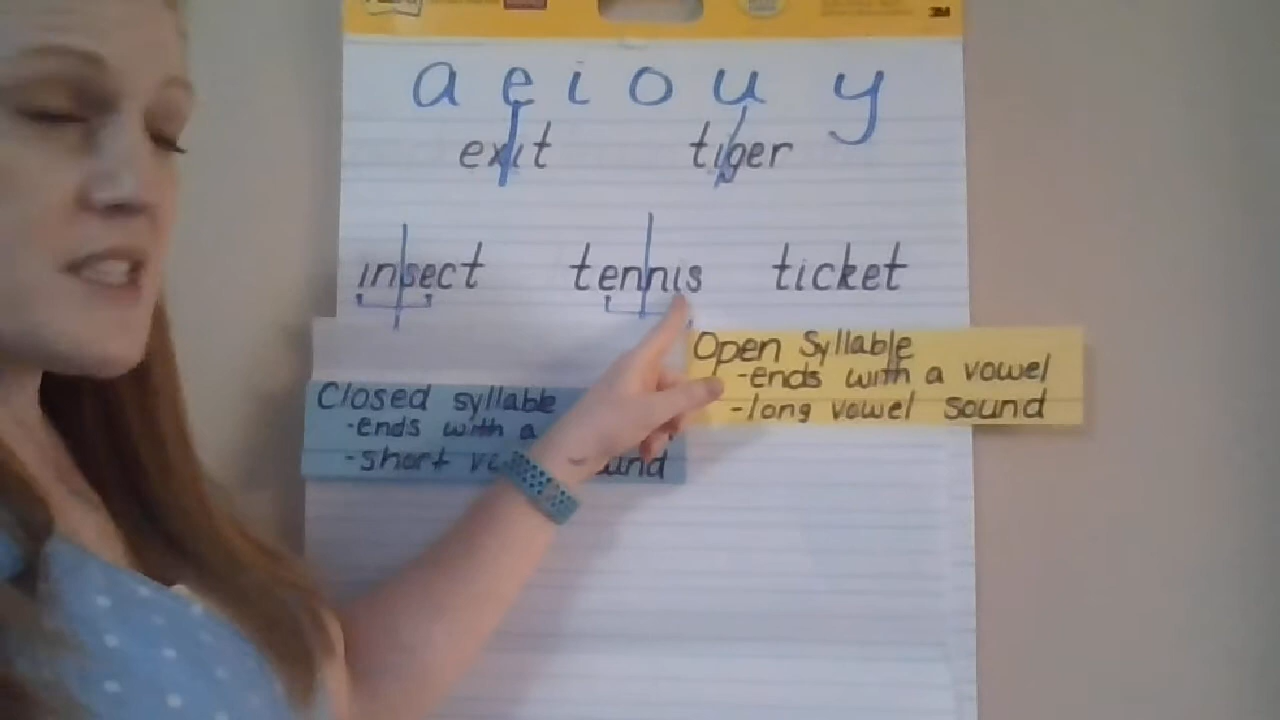 3M
a e i o u y
exit tiger
insect tennis ticket
Open Syllable
-ends with a vowel
-long vowel sound
Closed syllable
-ends with a
-short